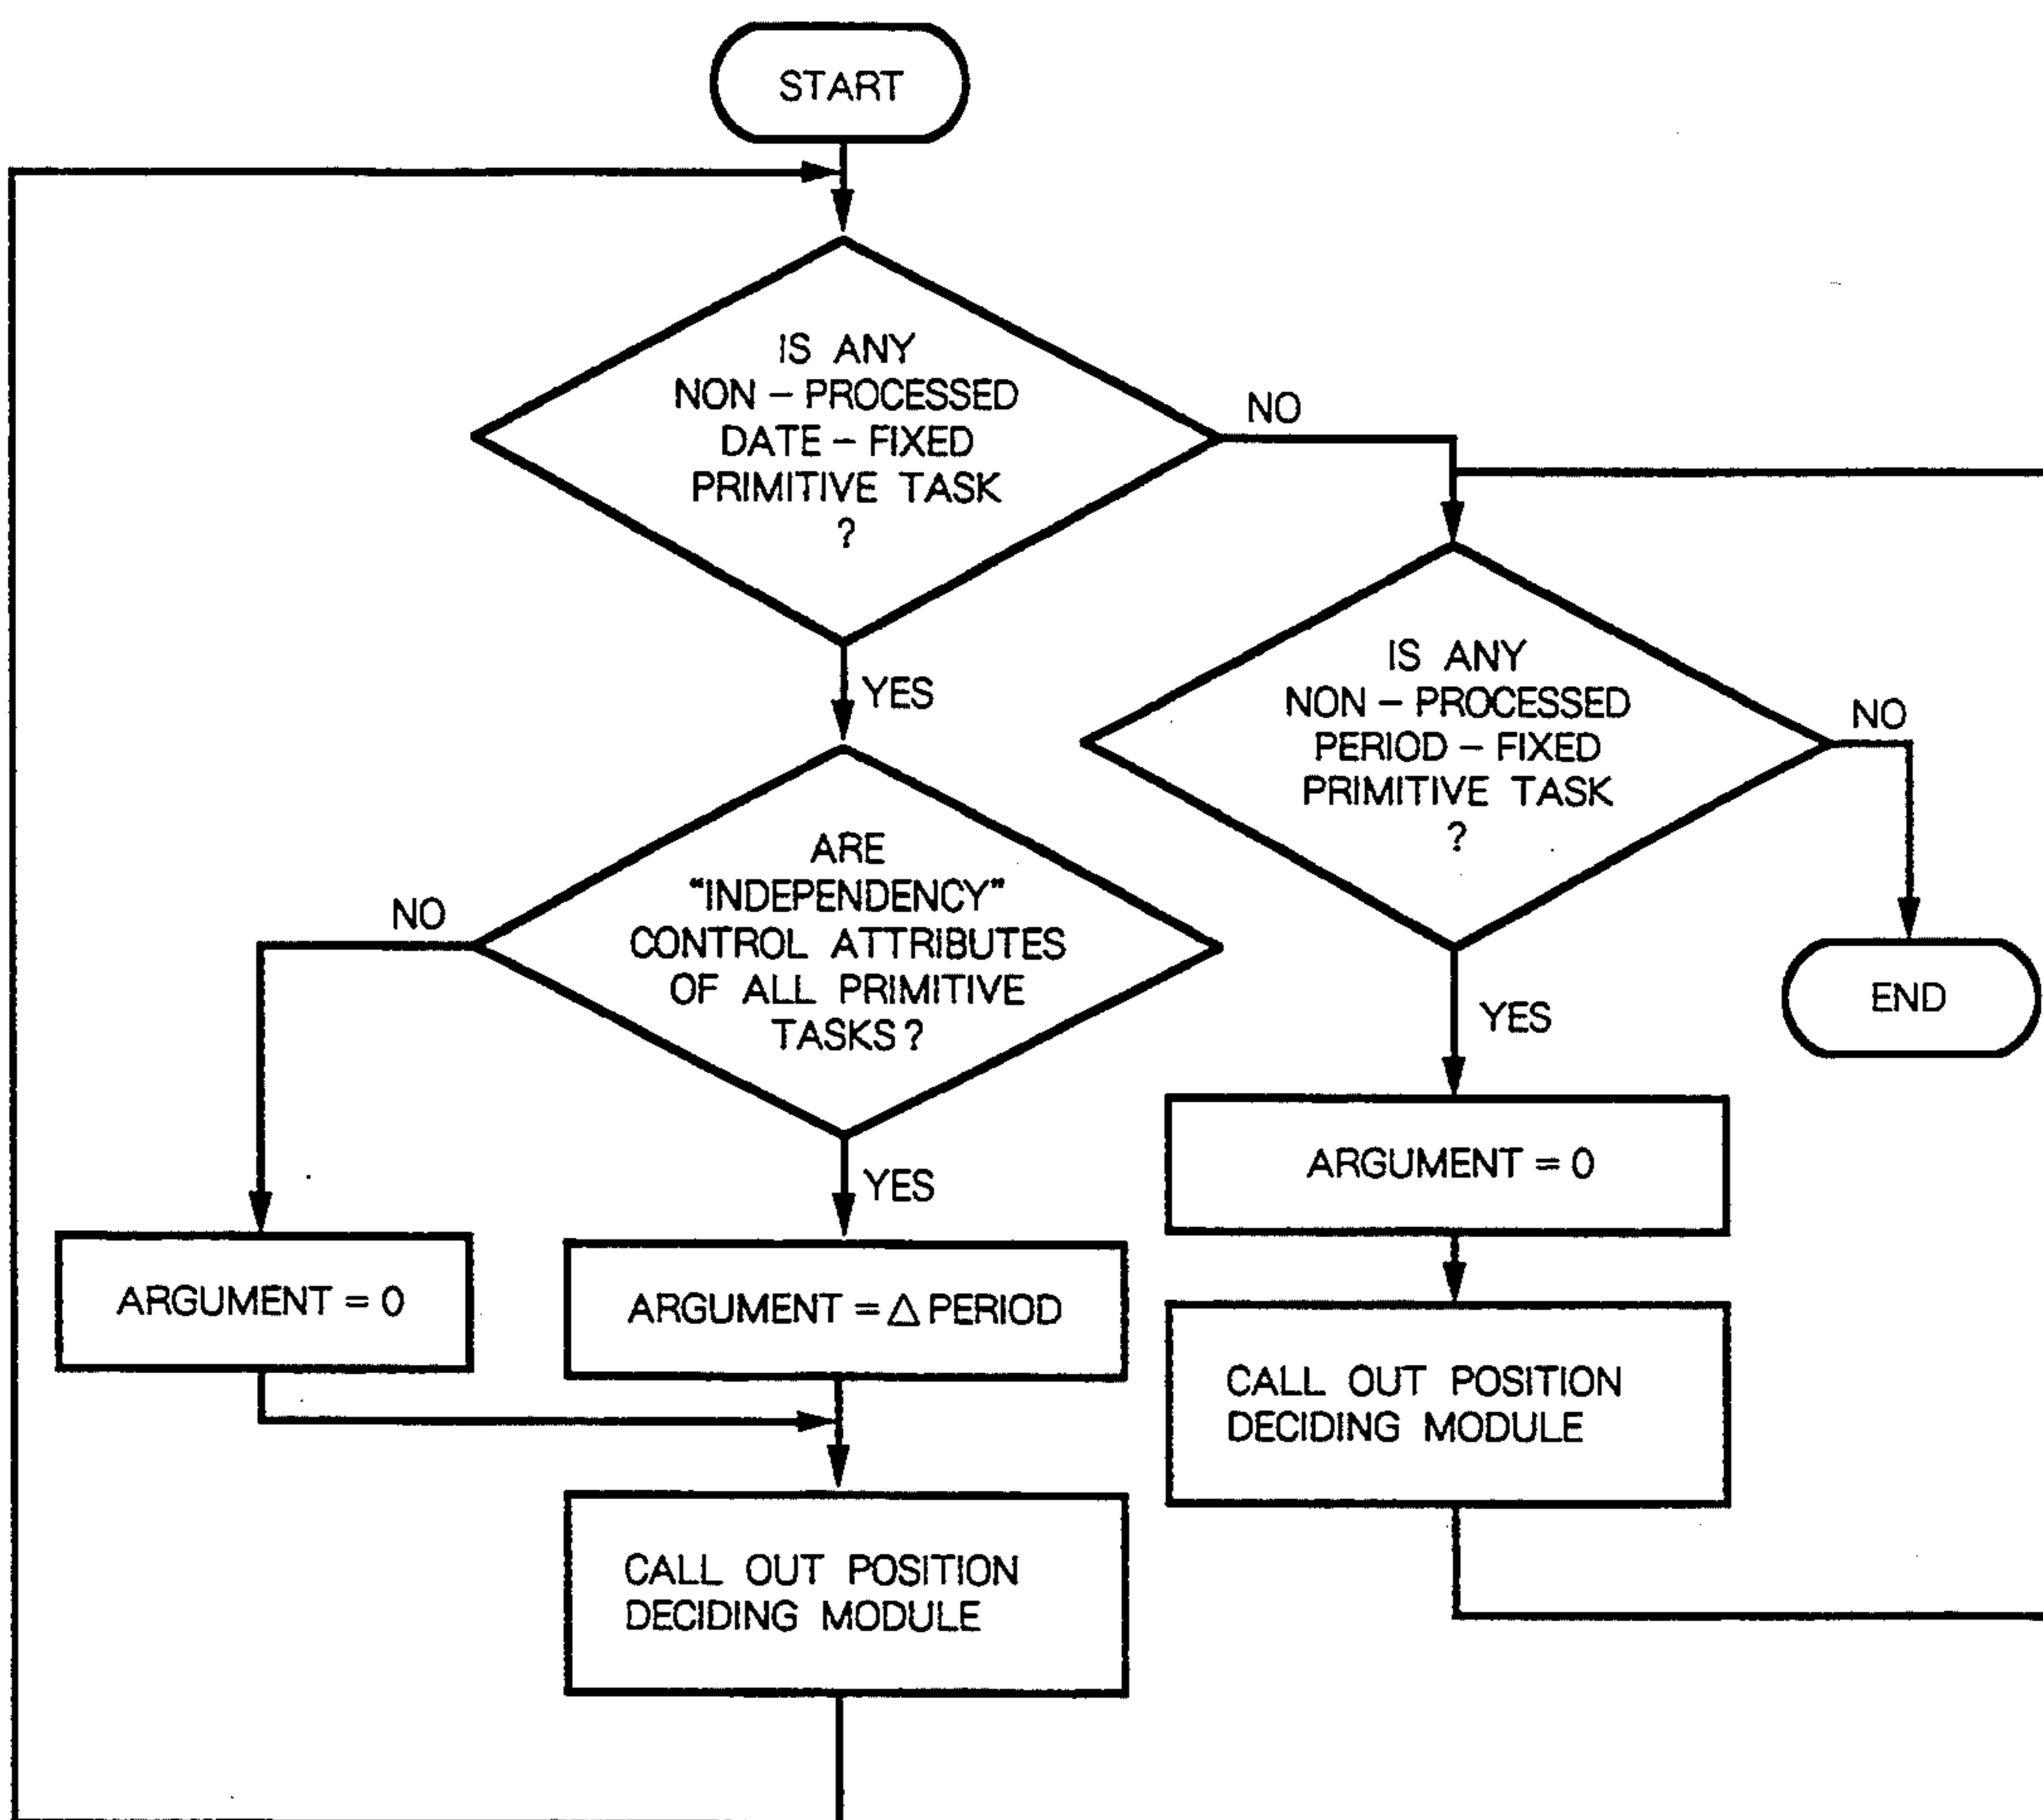 START
IS ANY
NON – PROCESSED
DATE – FIXED
PRIMITIVE TASK
?
NO
YES
IS ANY
NON – PROCESSED
PERIOD – FIXED
PRIMITIVE TASK
?
NO
YES
END
ARE
"INDEPENDENCY"
CONTROL ATTRIBUTES
OF ALL PRIMITIVE
TASKS?
NO
YES
ARGUMENT = 0
ARGUMENT = △ PERIOD
CALL OUT POSITION
DECIDING MODULE
ARGUMENT = 0
CALL OUT POSITION
DECIDING MODULE